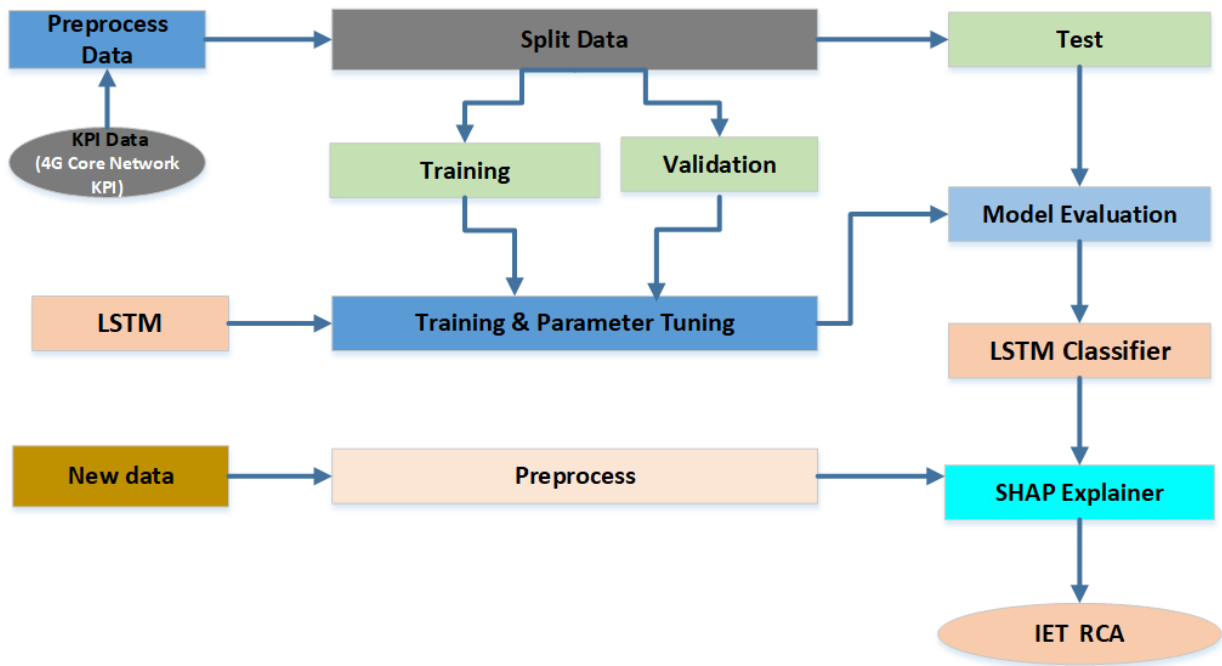 Preprocess
Data
Split Data
Test
KPI Data
(4G Core Network
KPI)
Training
Validation
Model Evaluation
LSTM
Training & Parameter Tuning
LSTM Classifier
New data
Preprocess
SHAP Explainer
IET RCA